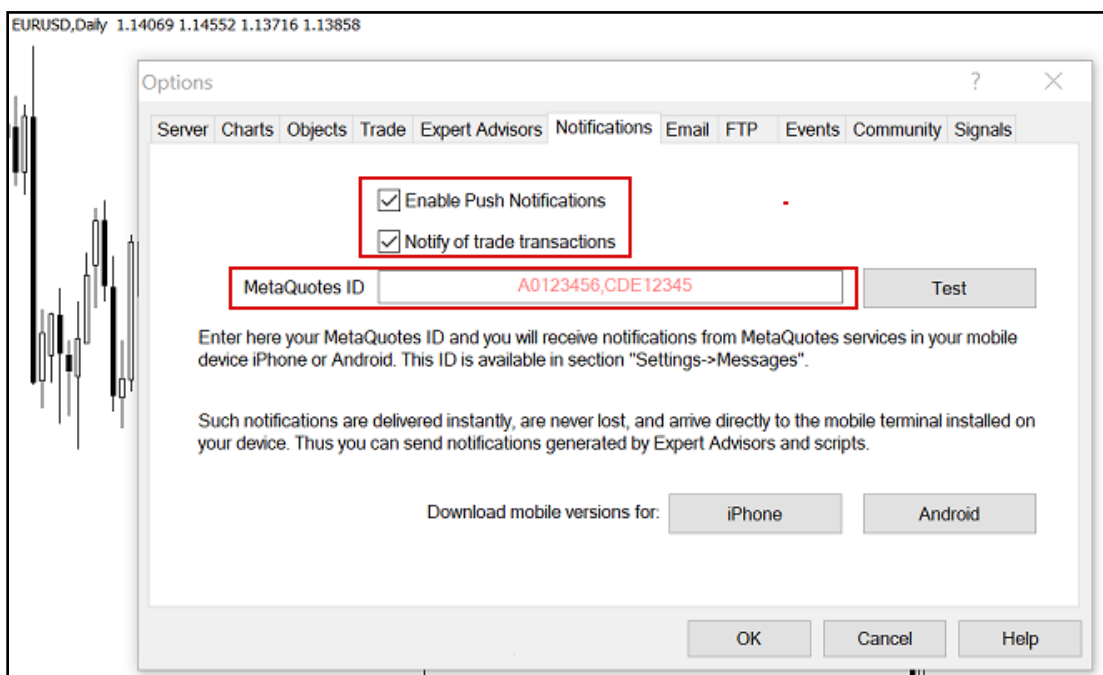 EURUSD,Daily 1.14069 1.14552 1.13716 1.13858
Options
Server Charts Objects Trade Expert Advisors Notifications Email FTP Events Community Signals
Enable Push Notifications
Notify of trade transactions
MetaQuotes ID A0123456,CDE12345 Test
Enter here your MetaQuotes ID and you will receive notifications from MetaQuotes services in your mobile
device iPhone or Android. This ID is available in section "Settings->Messages".
Such notifications are delivered instantly, are never lost, and arrive directly to the mobile terminal installed on
your device. Thus you can send notifications generated by Expert Advisors and scripts.
Download mobile versions for: iPhone Android
OK Cancel Help